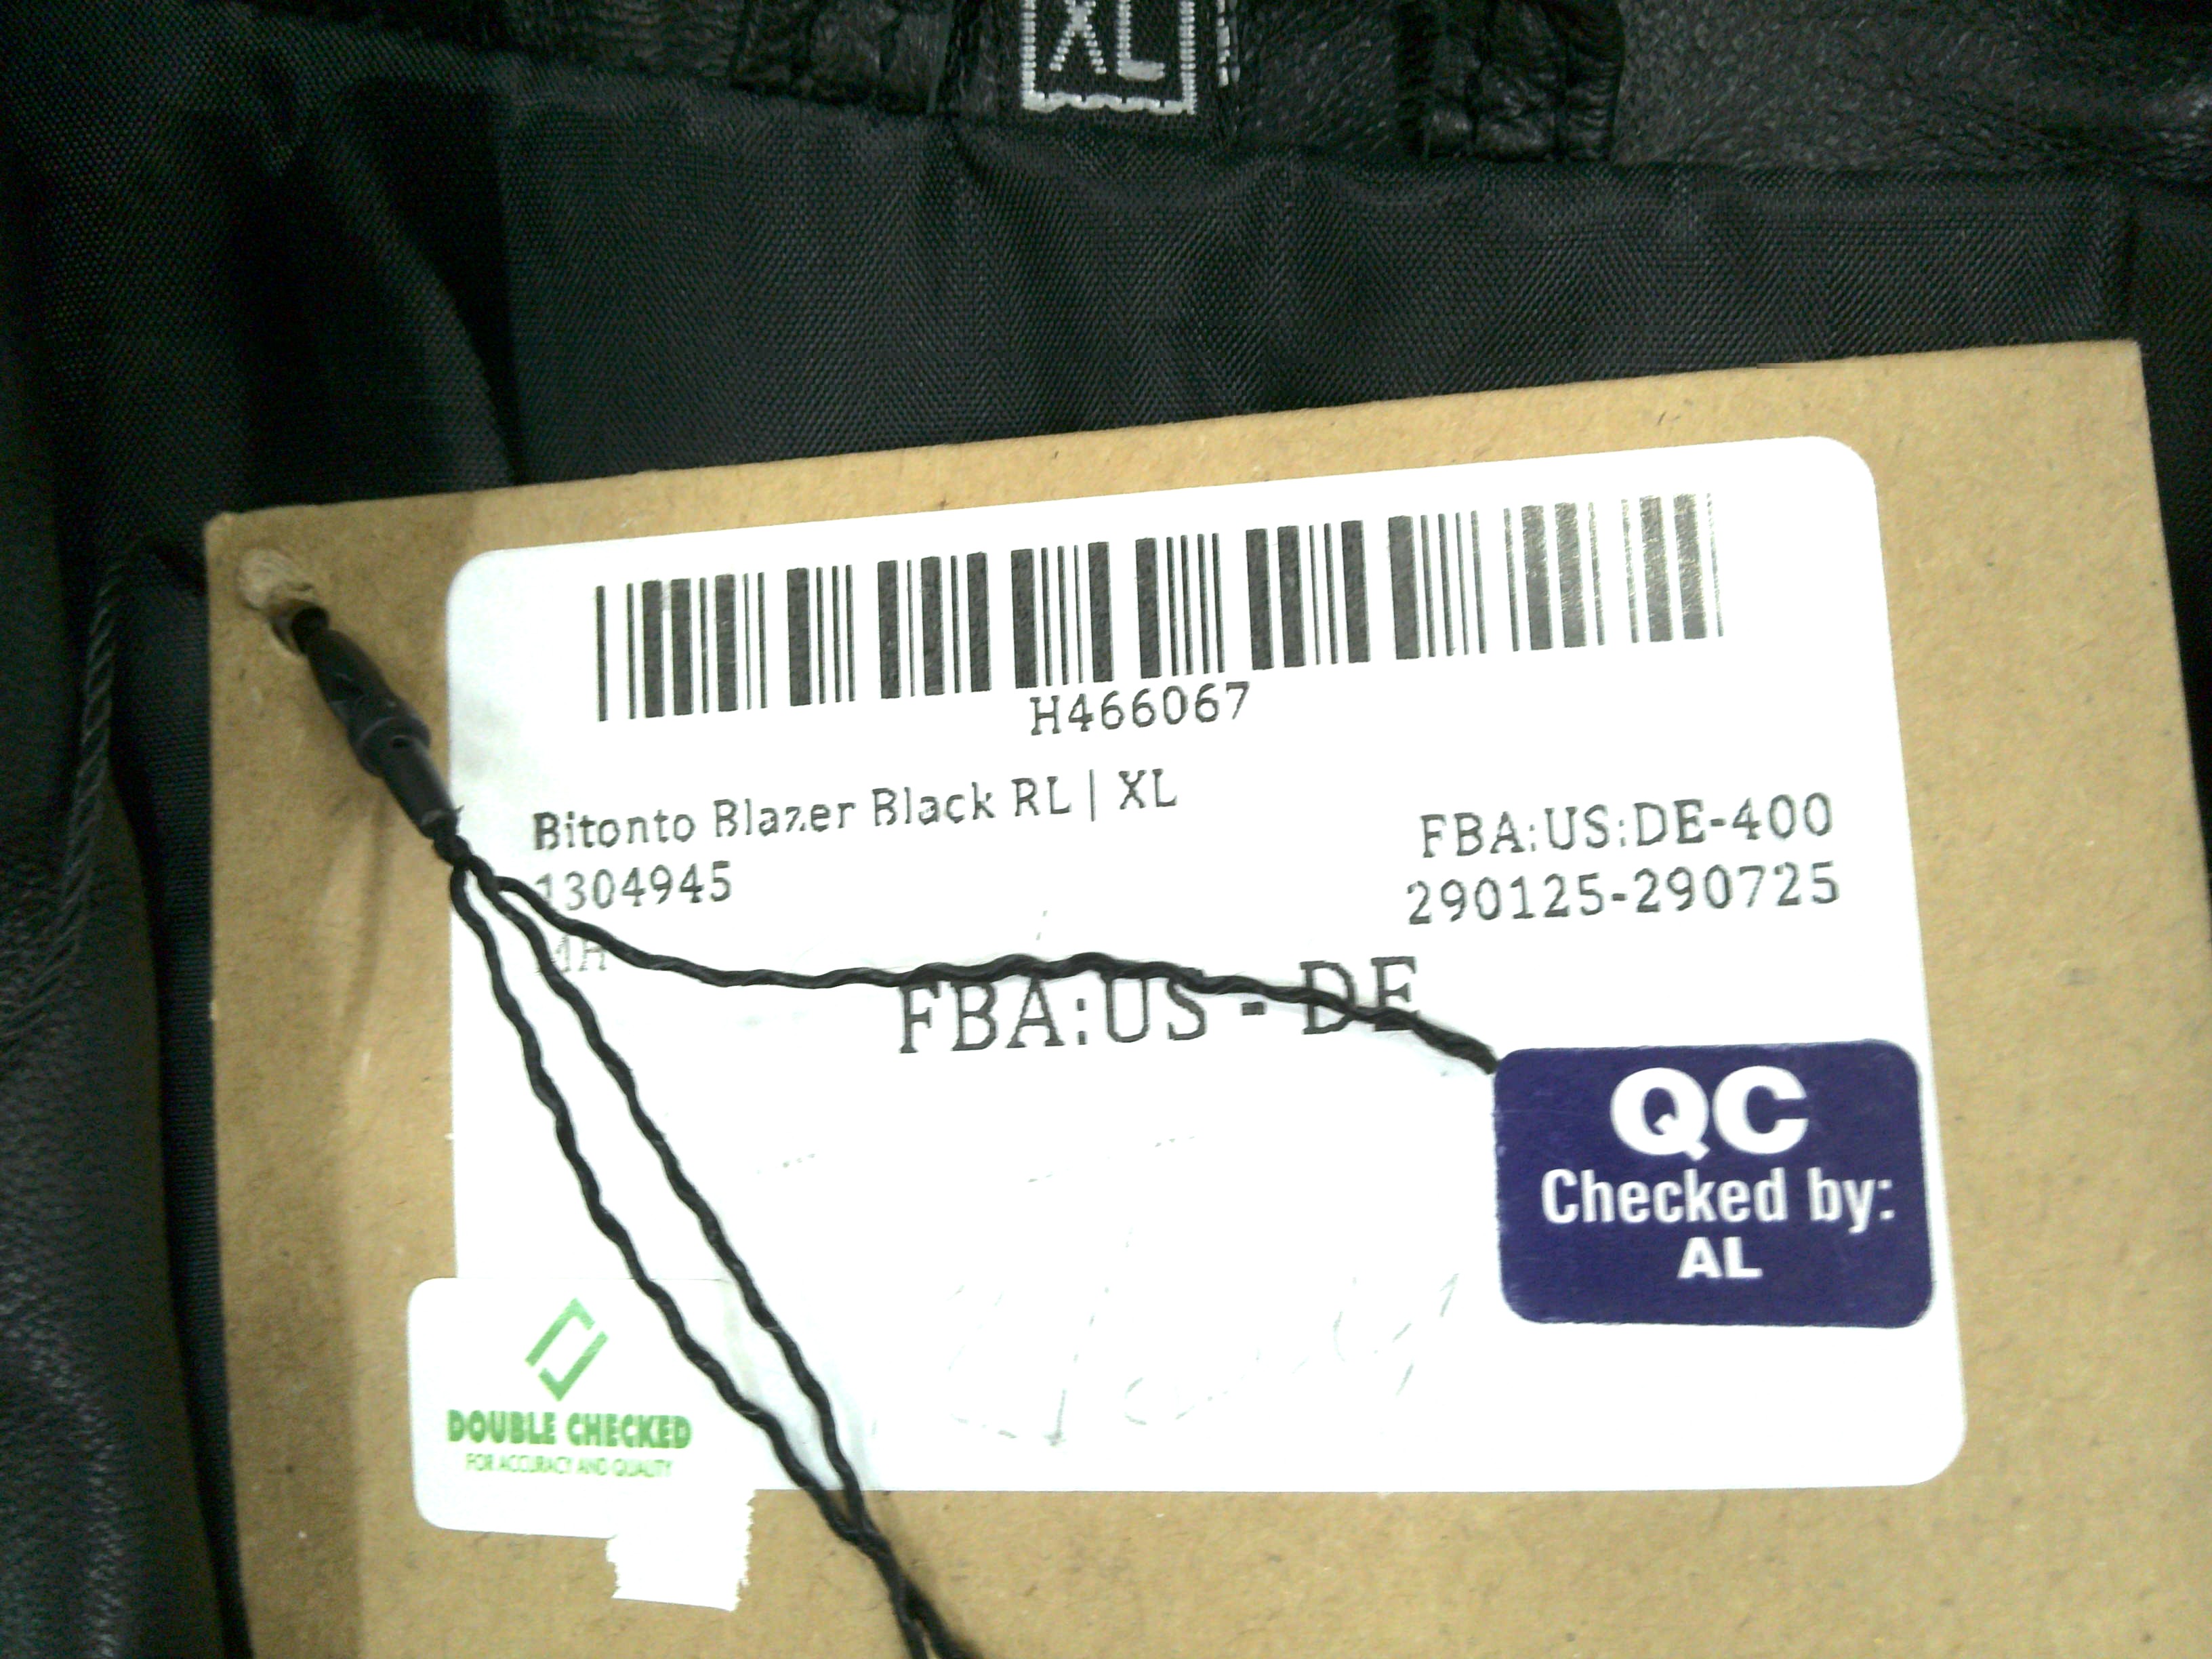 XL
H466067
Bitonto Blazer Black RL | XL
1304945
FBA:US:DE-400
290125-290725
MH
FBA:US - DE
QC
Checked by:
AL
DOUBLE CHECKED
FOR ACCURACY AND QUALITY